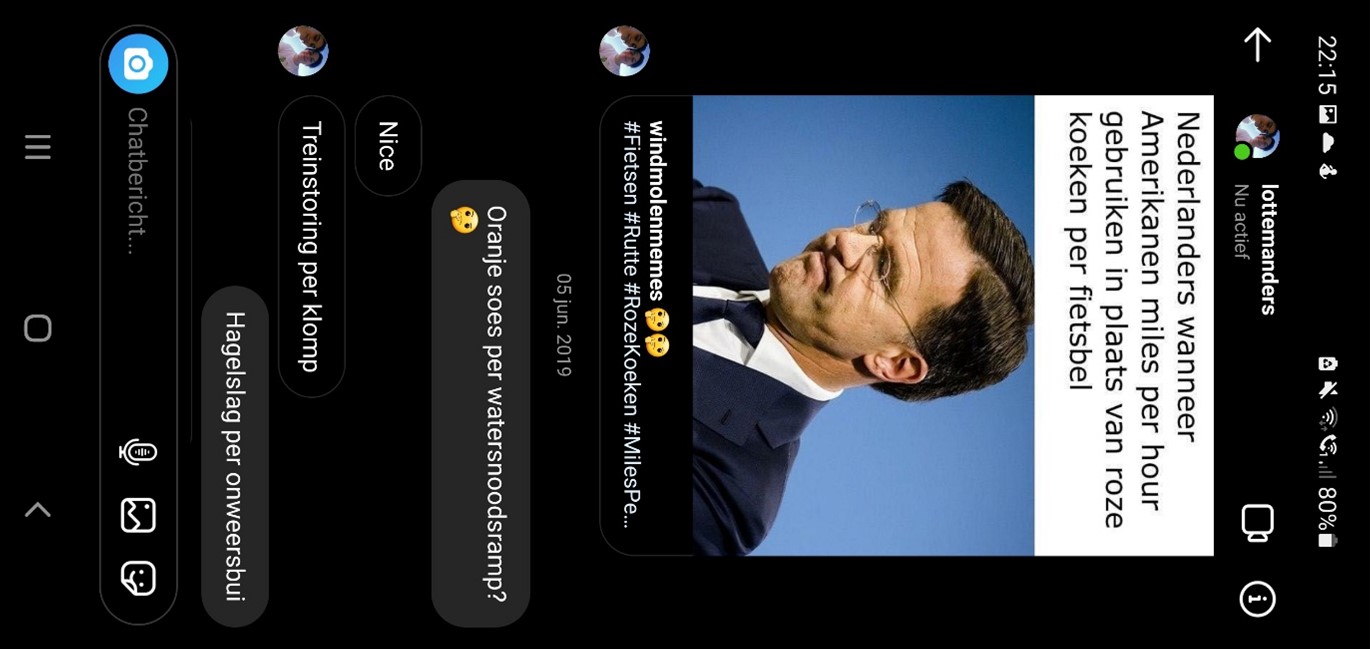 22:15 80%
lottemanders
Nu actief
Nederlanders wanneer
Amerikanen miles per hour
gebruiken in plaats van roze
koeken per fietsbel
windmolenmemes 🤔🤔
#Fietsen #Rutte #RozeKoeken #MilesPe...
05 jun. 2019
Oranje soes per watersnoodsramp?
🤔
Nice
Treinstoring per klomp
Hagelslag per onweersbui
Chatbericht...